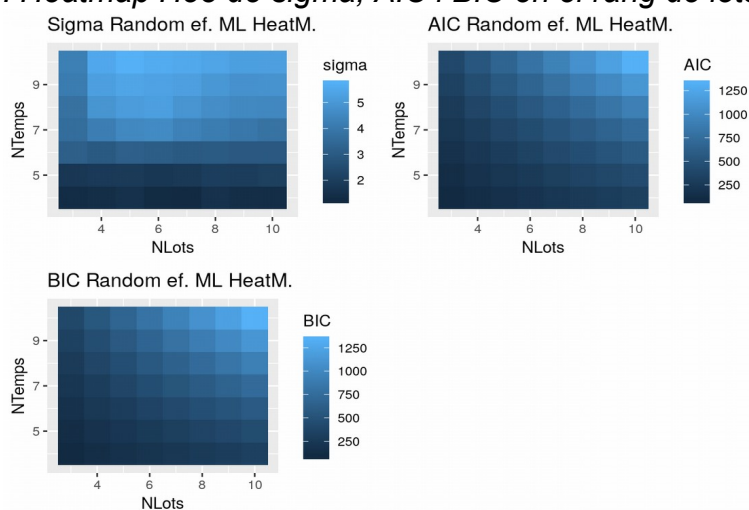 Heatmap R00 de sigma, AIC i BIC en el rang de lots
Sigma Random ef. ML HeatM.
AIC Random ef. ML HeatM.
NTemps
9
7
5
4
6
8
10
NLots
sigma
5
4
3
2
NTemps
9
7
5
4
6
8
10
NLots
AIC
1250
1000
750
500
250
BIC Random ef. ML HeatM.
NTemps
9
7
5
4
6
8
10
NLots
BIC
1250
1000
750
500
250